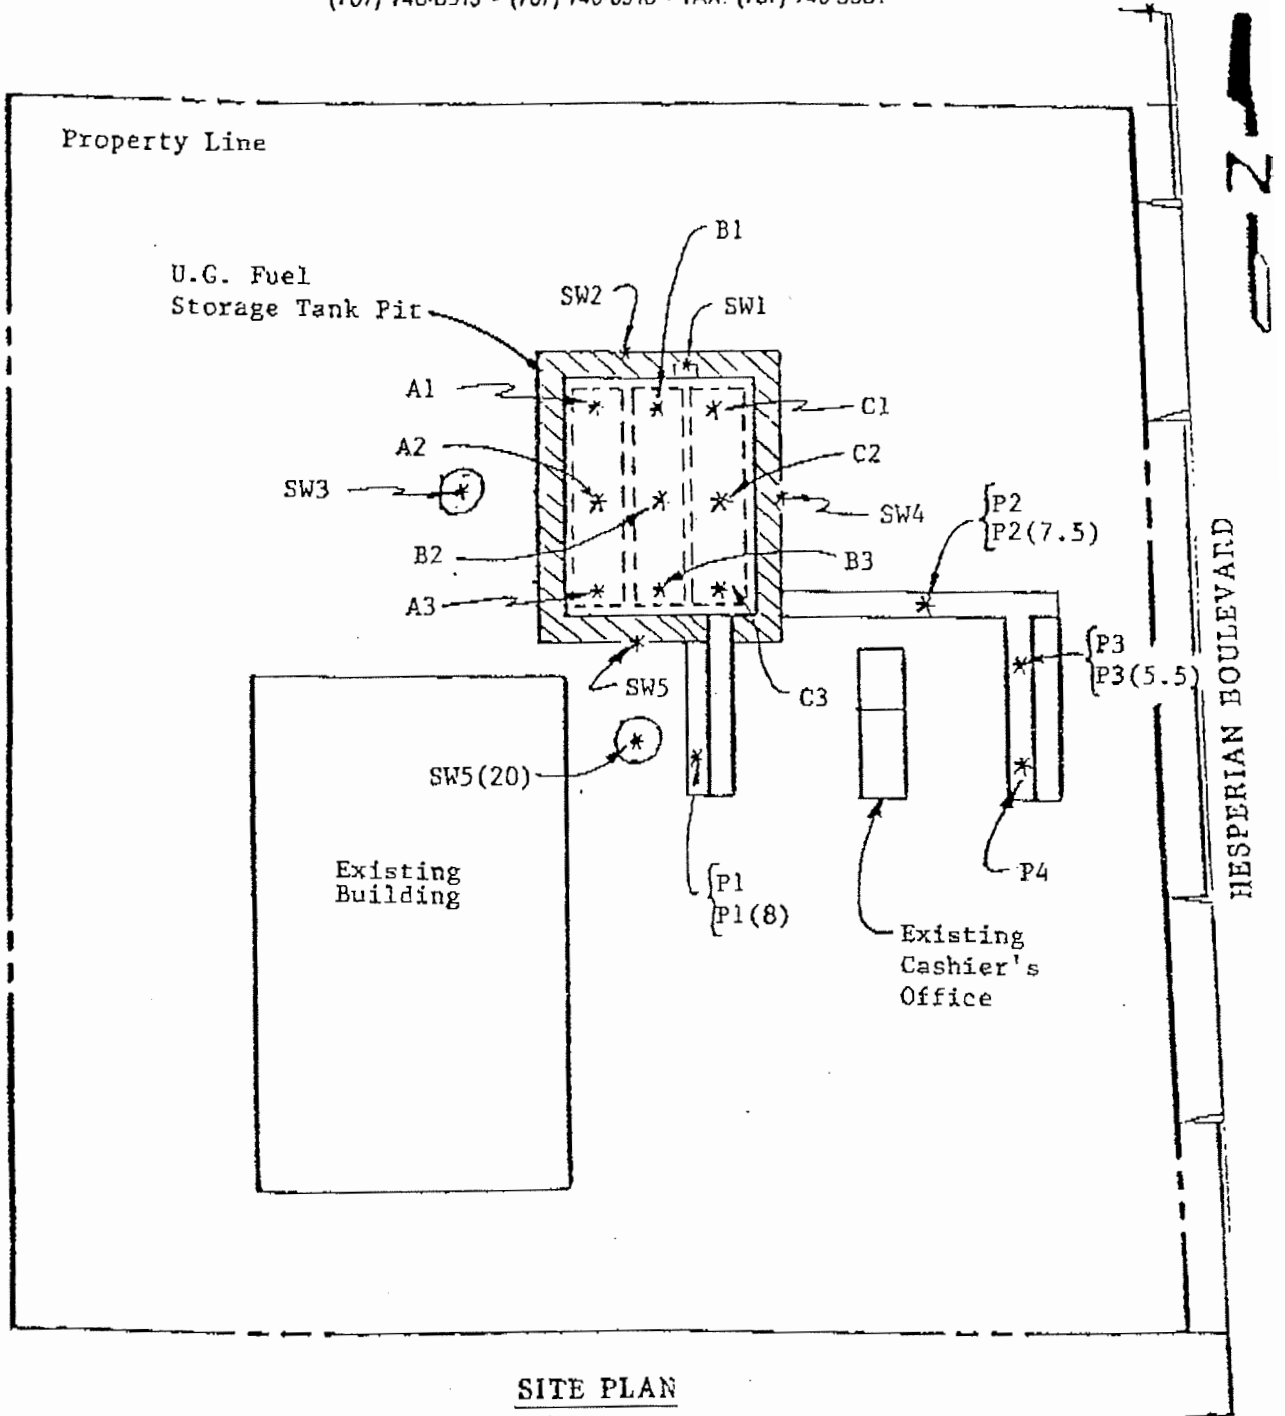 Property Line
N
B1
U.G. Fuel
Storage Tank Pit
SW2
SW1
A1
C1
A2
C2
SW3
SW4
P2
P2(7.5)
B2
B3
A3
P3
P3(5.5)
SW5
C3
SW5(20)
HESPERIAN BOULEVARD
Existing
Building
P1
P1(8)
P4
Existing
Cashier's
Office
SITE PLAN